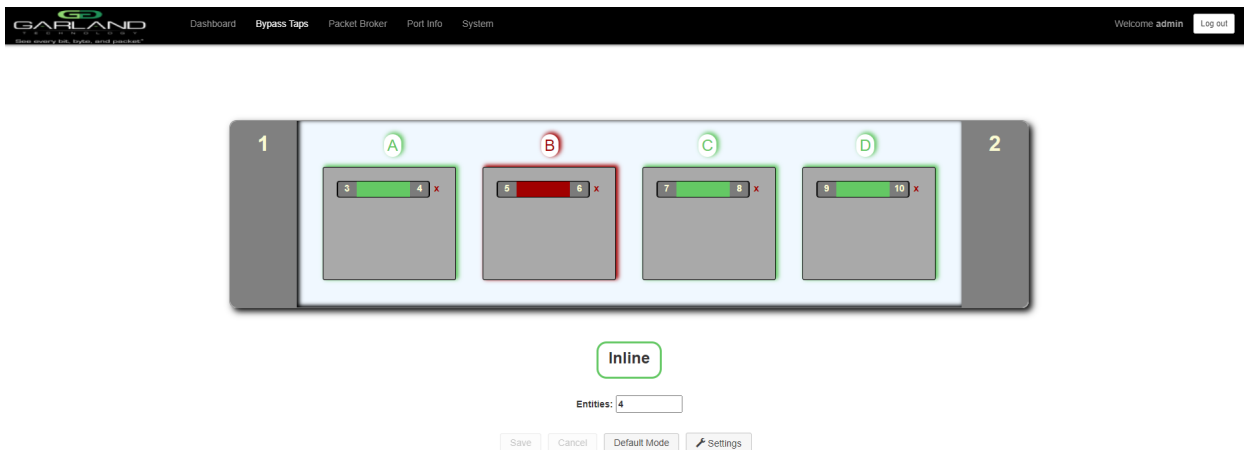 GARLAND
TECHNOLOGY
See every bit, byte, and packet®
Dashboard Bypass Taps Packet Broker Port Info System
Welcome admin Log out
1 A B C D 2
3 4 x 5 6 x 7 8 x 9 10 x
Inline
Entities: 4
Save Cancel Default Mode Settings